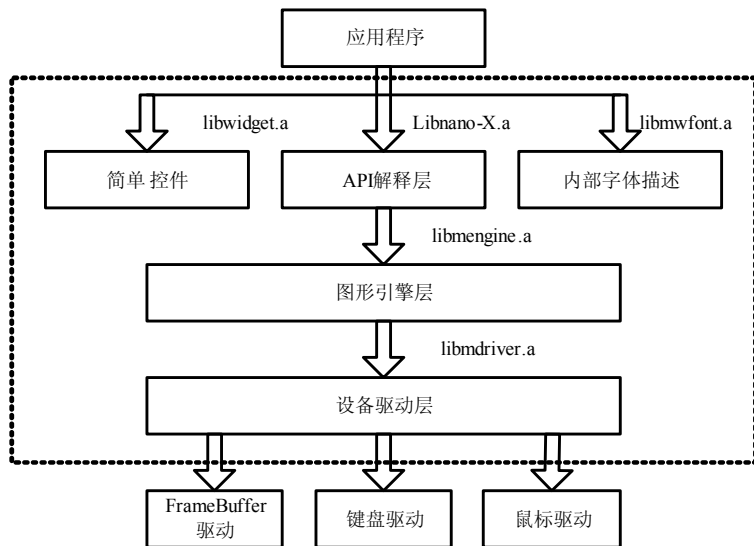 应用程序
libwidget.a
Libnano-X.a
libmwfont.a
简单 控件
API解释层
内部字体描述
libmengine.a
图形引擎层
libmdriver.a
设备驱动层
FrameBuffer
驱动
键盘驱动
鼠标驱动